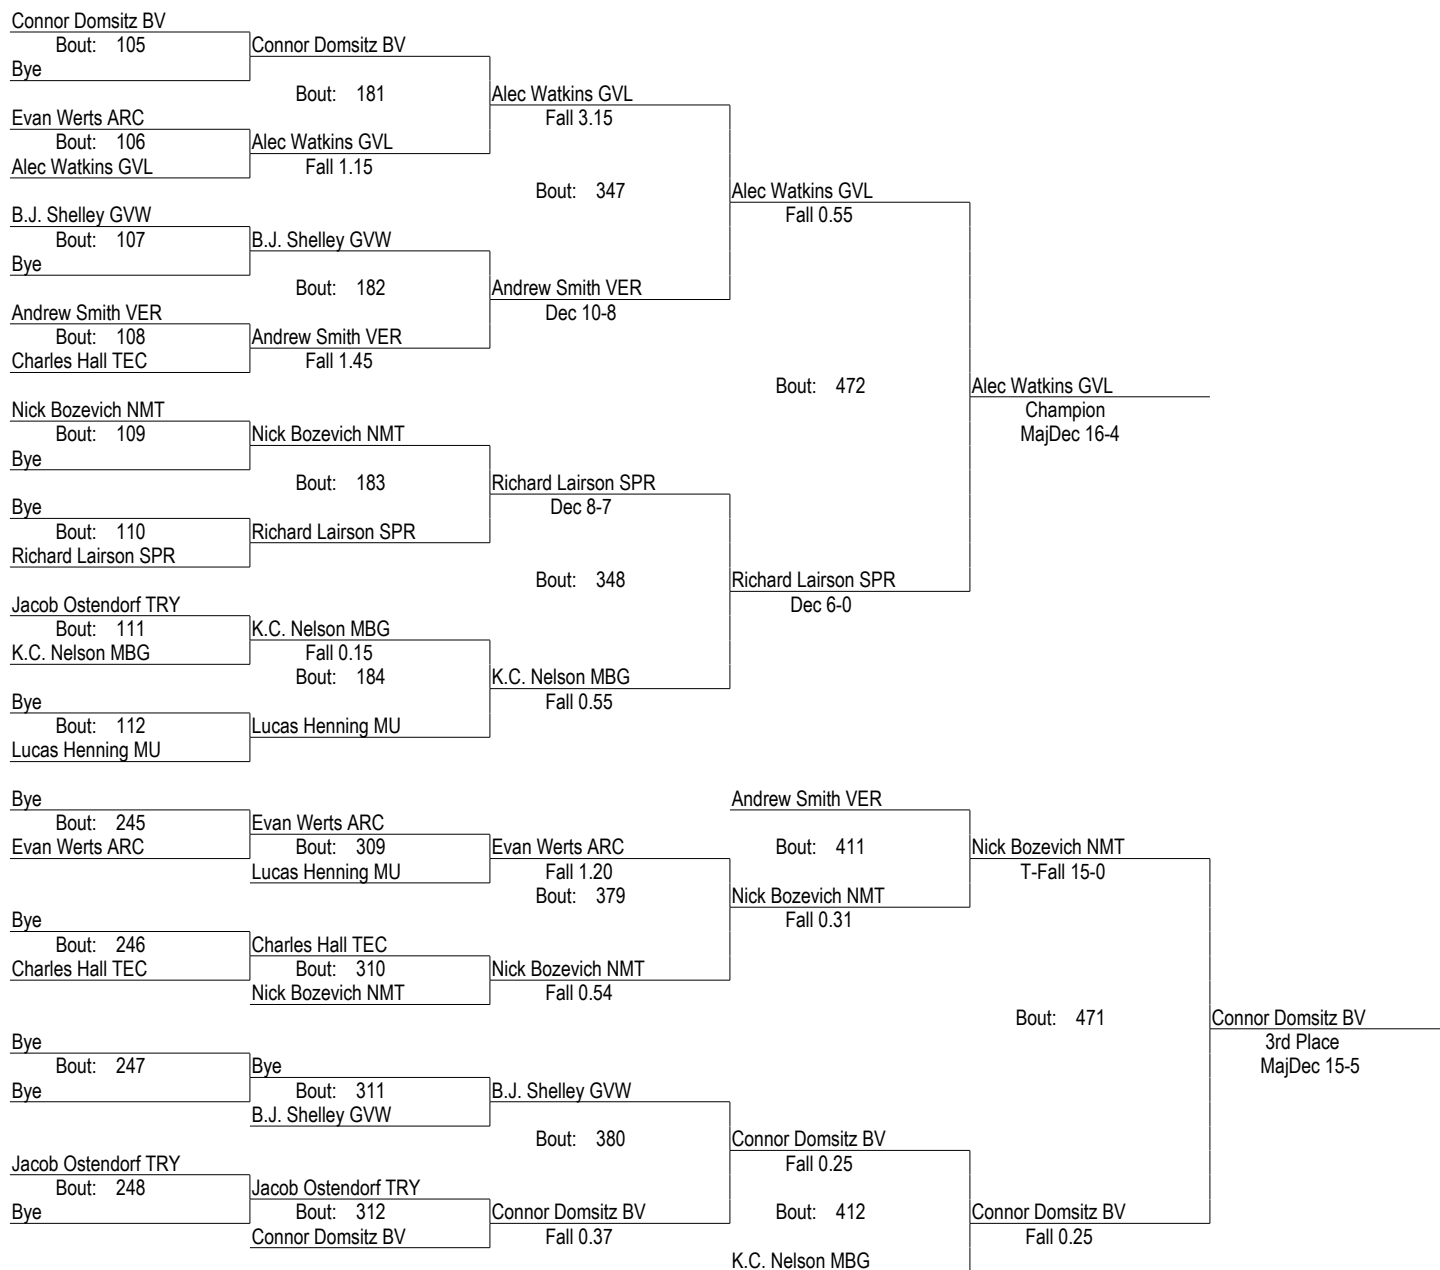 Connor Domsitz BV
Bout: 105
Connor Domsitz BV
Bye
Bout: 181
Alec Watkins GVL
Evan Werts ARC
Fall 3.15
Bout: 106
Alec Watkins GVL
Alec Watkins GVL
Fall 1.15
Bout: 347
Alec Watkins GVL
B.J. Shelley GVW
Fall 0.55
Bout: 107
B.J. Shelley GVW
Bye
Bout: 182
Andrew Smith VER
Andrew Smith VER
Dec 10-8
Bout: 108
Andrew Smith VER
Charles Hall TEC
Fall 1.45
Bout: 472
Alec Watkins GVL
Nick Bozevich NMT
Champion
Bout: 109
Nick Bozevich NMT
MajDec 16-4
Bye
Bout: 183
Richard Lairson SPR
Bye
Dec 8-7
Bout: 110
Richard Lairson SPR
Richard Lairson SPR
Bout: 348
Richard Lairson SPR
Jacob Ostendorf TRY
Dec 6-0
Bout: 111
K.C. Nelson MBG
K.C. Nelson MBG
Fall 0.15
Bout: 184
K.C. Nelson MBG
Bye
Fall 0.55
Bout: 112
Lucas Henning MU
Lucas Henning MU
Bye
Andrew Smith VER
Bout: 245
Evan Werts ARC
Evan Werts ARC
Bout: 309
Evan Werts ARC
Bout: 411
Nick Bozevich NMT
Lucas Henning MU
Fall 1.20
T-Fall 15-0
Bout: 379
Nick Bozevich NMT
Bye
Fall 0.31
Bout: 246
Charles Hall TEC
Charles Hall TEC
Bout: 310
Nick Bozevich NMT
Nick Bozevich NMT
Fall 0.54
Bout: 471
Connor Domsitz BV
Bye
3rd Place
Bout: 247
Bye
MajDec 15-5
Bye
Bout: 311
B.J. Shelley GVW
B.J. Shelley GVW
Bout: 380
Connor Domsitz BV
Jacob Ostendorf TRY
Fall 0.25
Bout: 248
Jacob Ostendorf TRY
Bye
Bout: 312
Connor Domsitz BV
Bout: 412
Connor Domsitz BV
Connor Domsitz BV
Fall 0.37
Fall 0.25
K.C. Nelson MBG